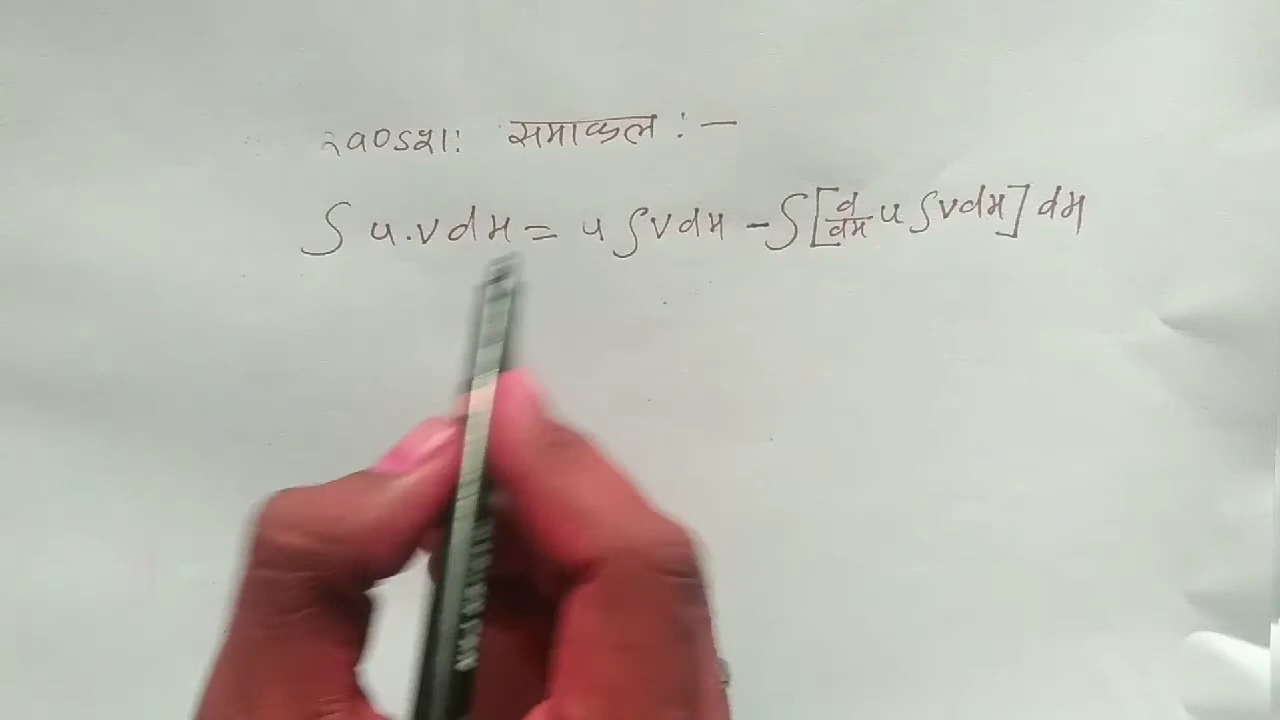 खण्डशः समाकल :-
∫ u.v dx = u ∫v dx - ∫[d/dx u ∫v dx] dx